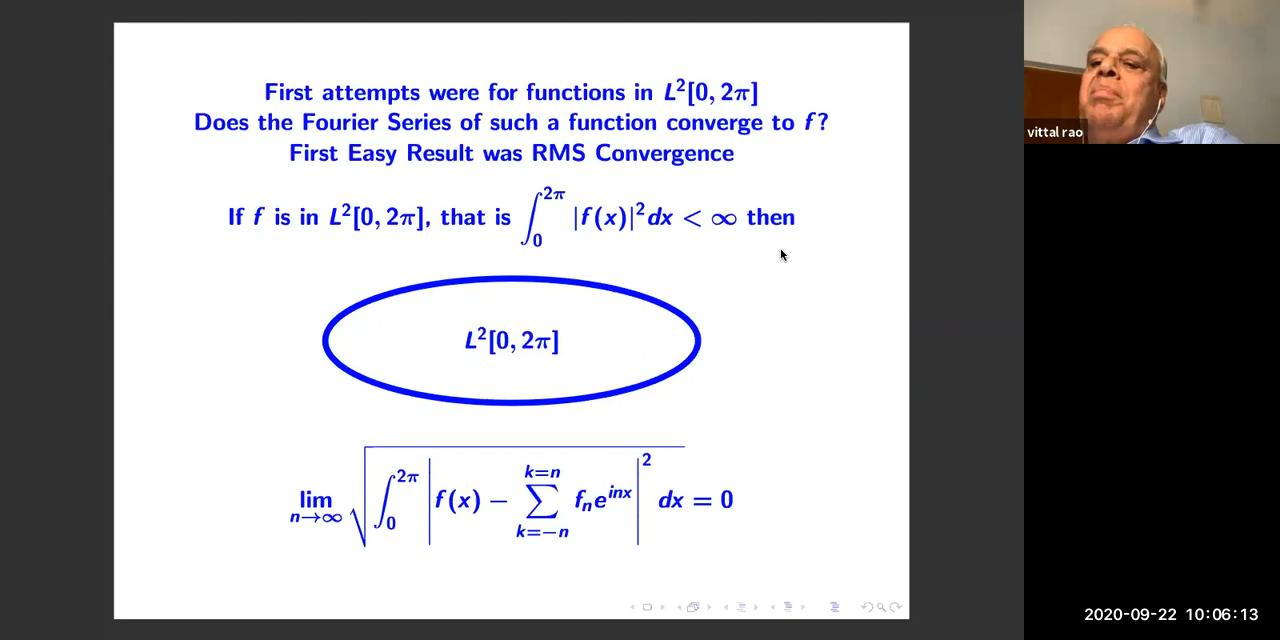 First attempts were for functions in L²[0, 2π]
Does the Fourier Series of such a function converge to f?
First Easy Result was RMS Convergence
If f is in L²[0, 2π], that is ∫₀^{2π} |f(x)|² dx < ∞ then
L²[0, 2π]
lim_{n→∞} √(∫₀^{2π} |f(x) − ∑_{k=−n}^{k=n} fₙe^{inx}|² dx) = 0
vittal rao
2020-09-22 10:06:13